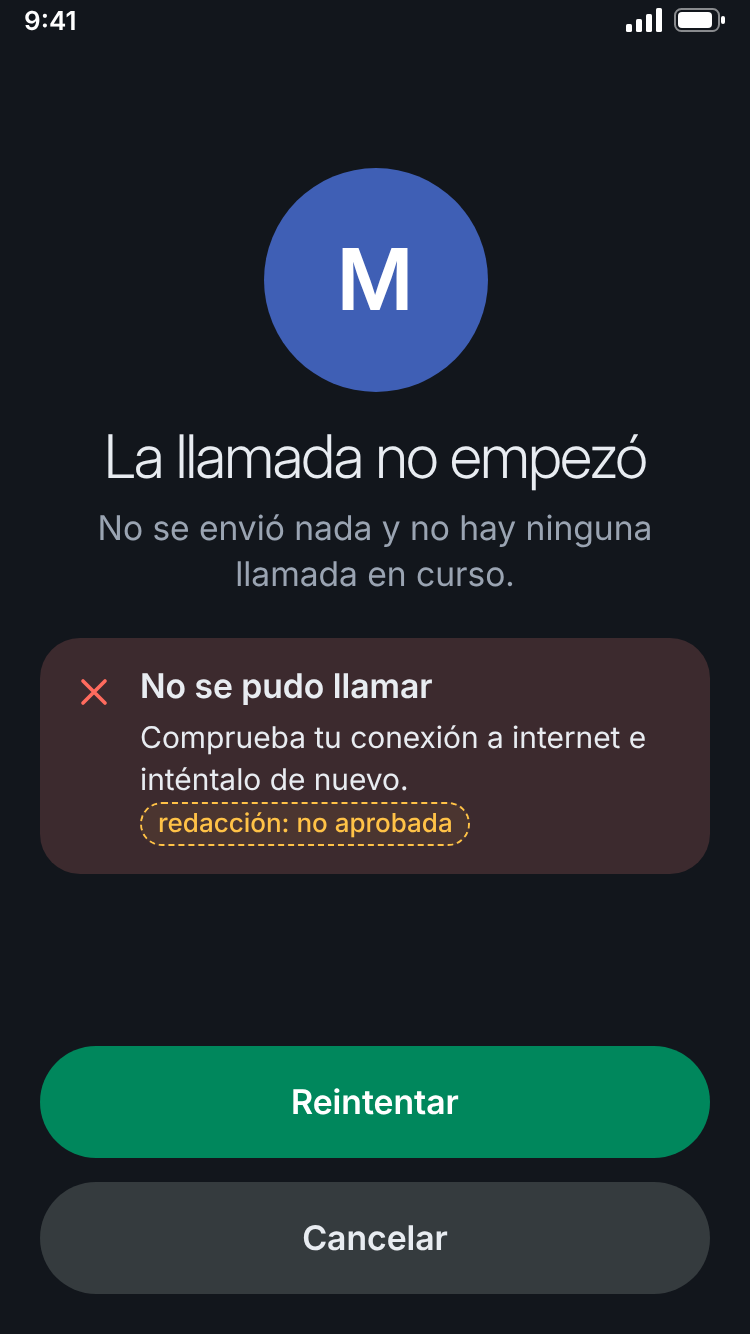 9:41
M
La llamada no empezó
No se envió nada y no hay ninguna
llamada en curso.
No se pudo llamar
Comprueba tu conexión a internet e
inténtalo de nuevo.
redacción: no aprobada
Reintentar
Cancelar